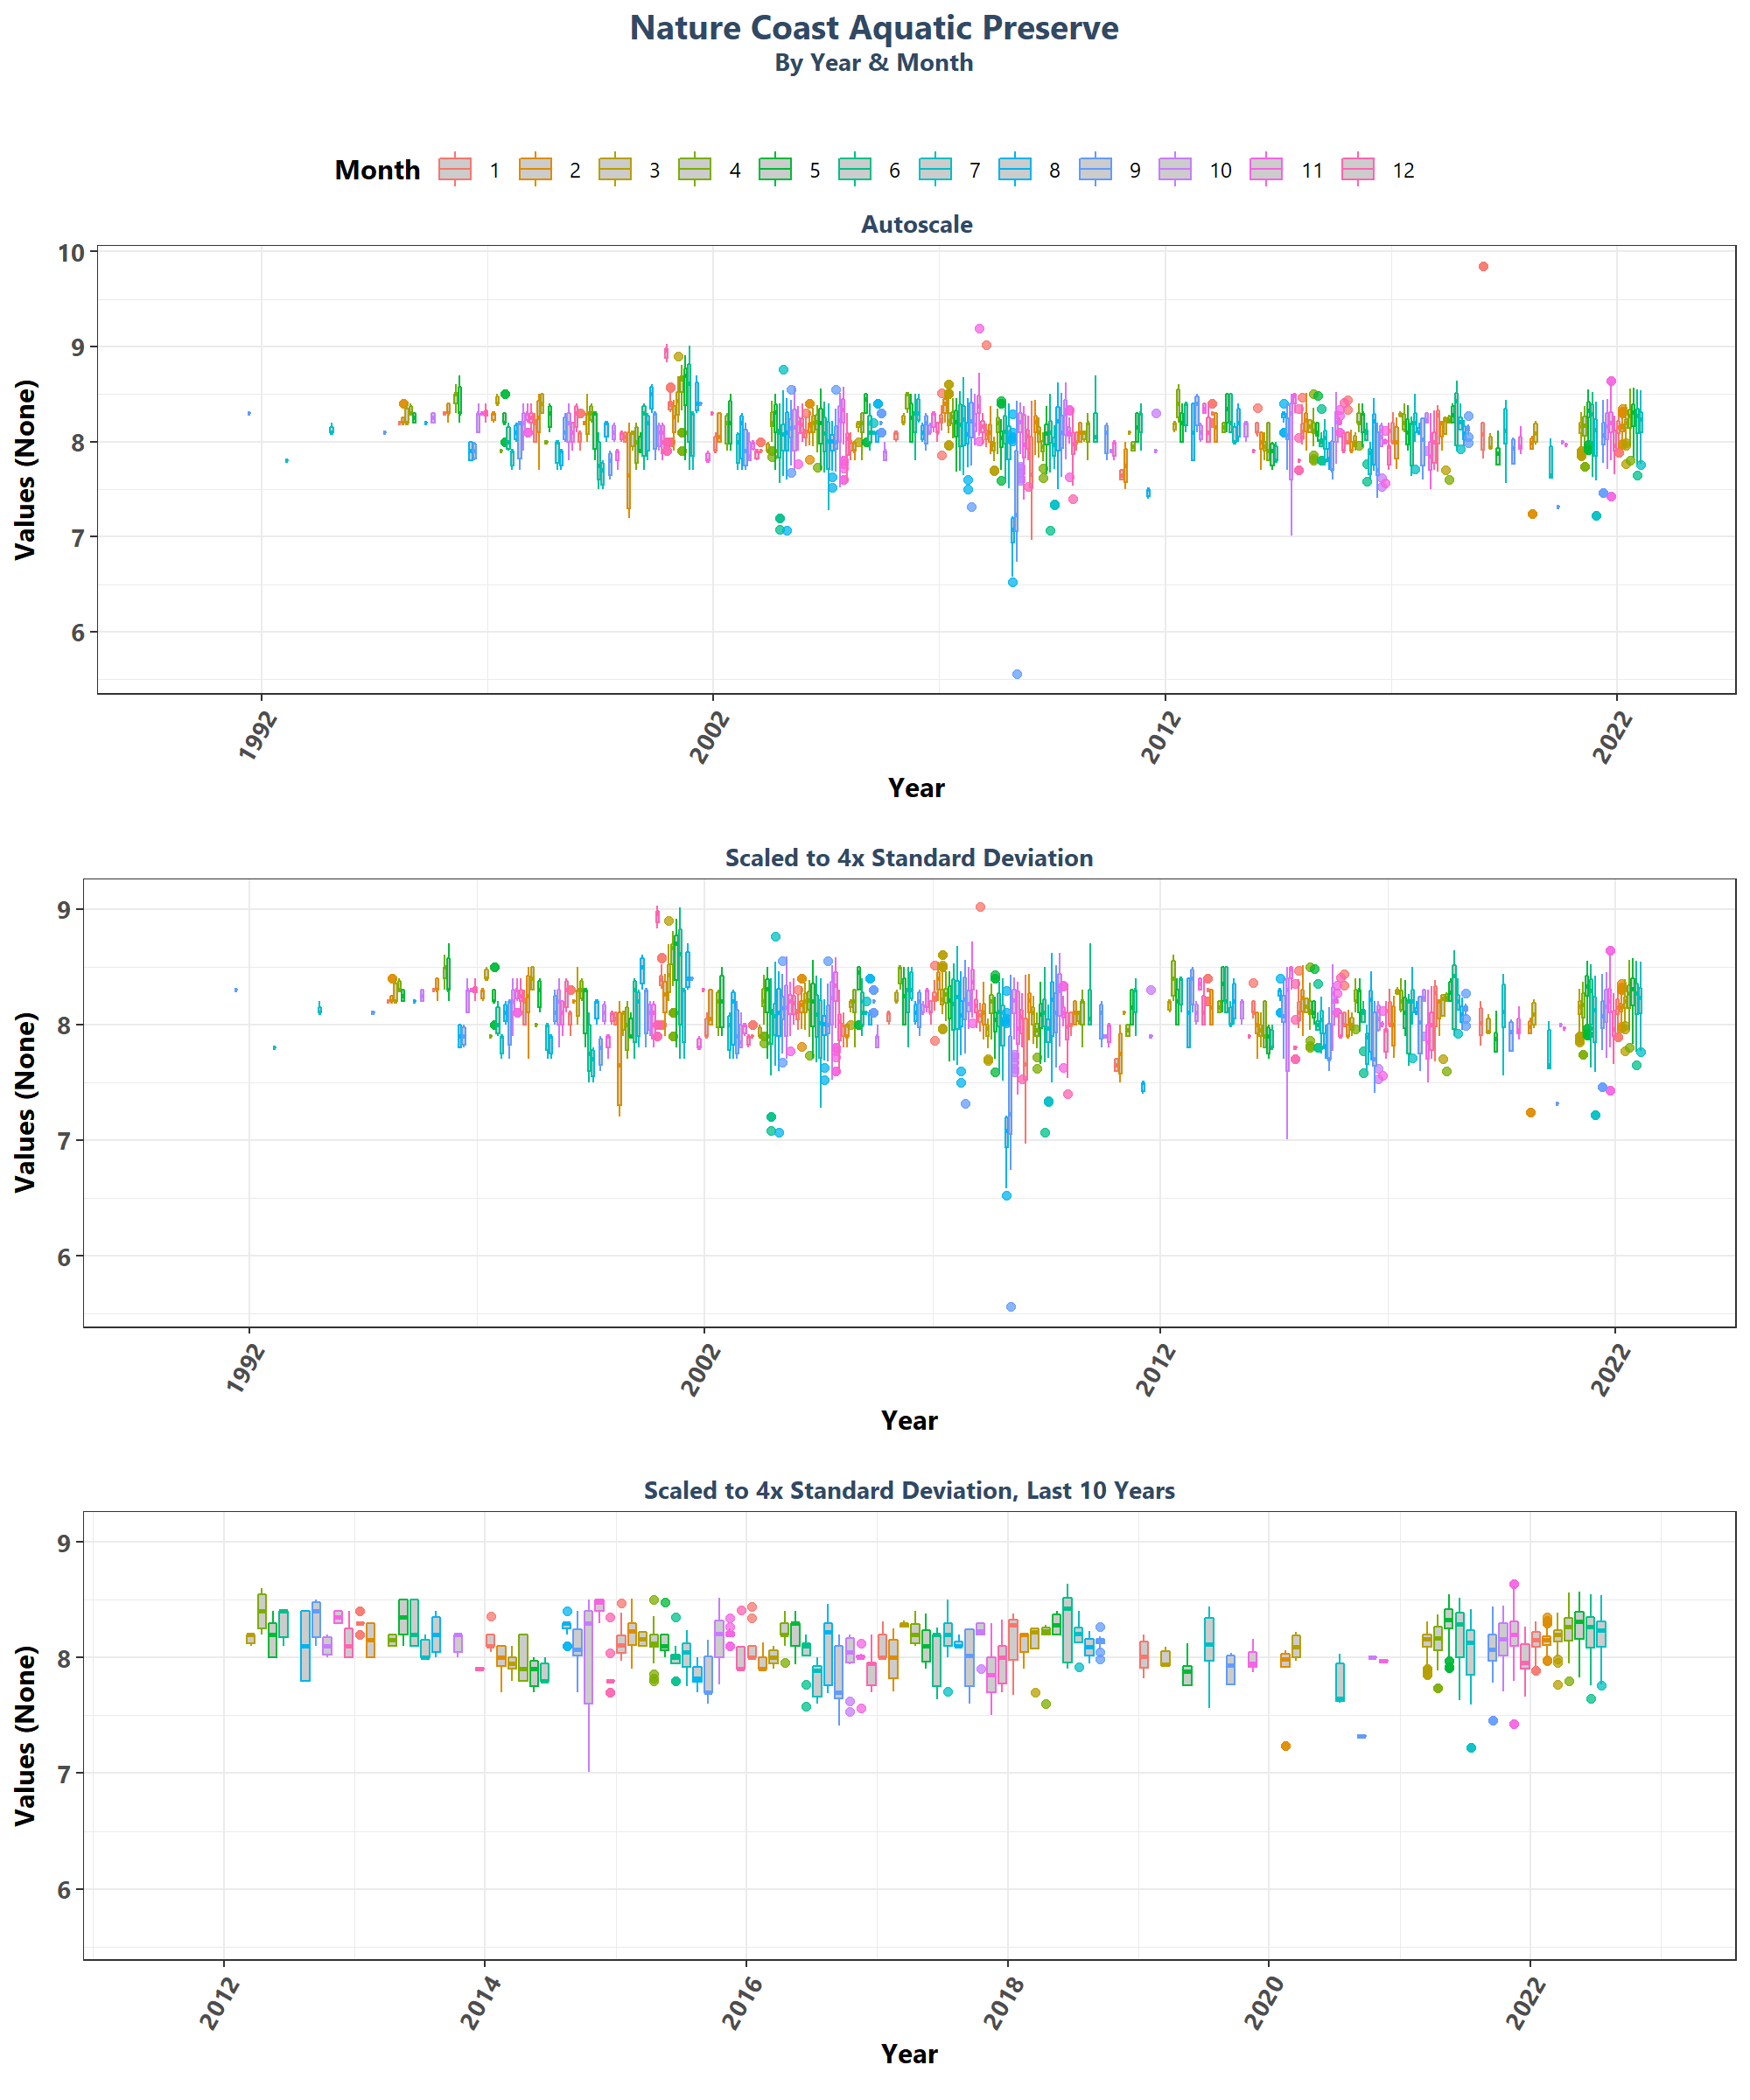 Nature Coast Aquatic Preserve
By Year & Month
Month 1 2 3 4 5 6 7 8 9 10 11 12
Autoscale
10
9
8
7
6
Values (None)
1992 2002 2012 2022
Year
Scaled to 4x Standard Deviation
9
8
7
6
Values (None)
1992 2002 2012 2022
Year
Scaled to 4x Standard Deviation, Last 10 Years
9
8
7
6
Values (None)
2012 2014 2016 2018 2020 2022
Year